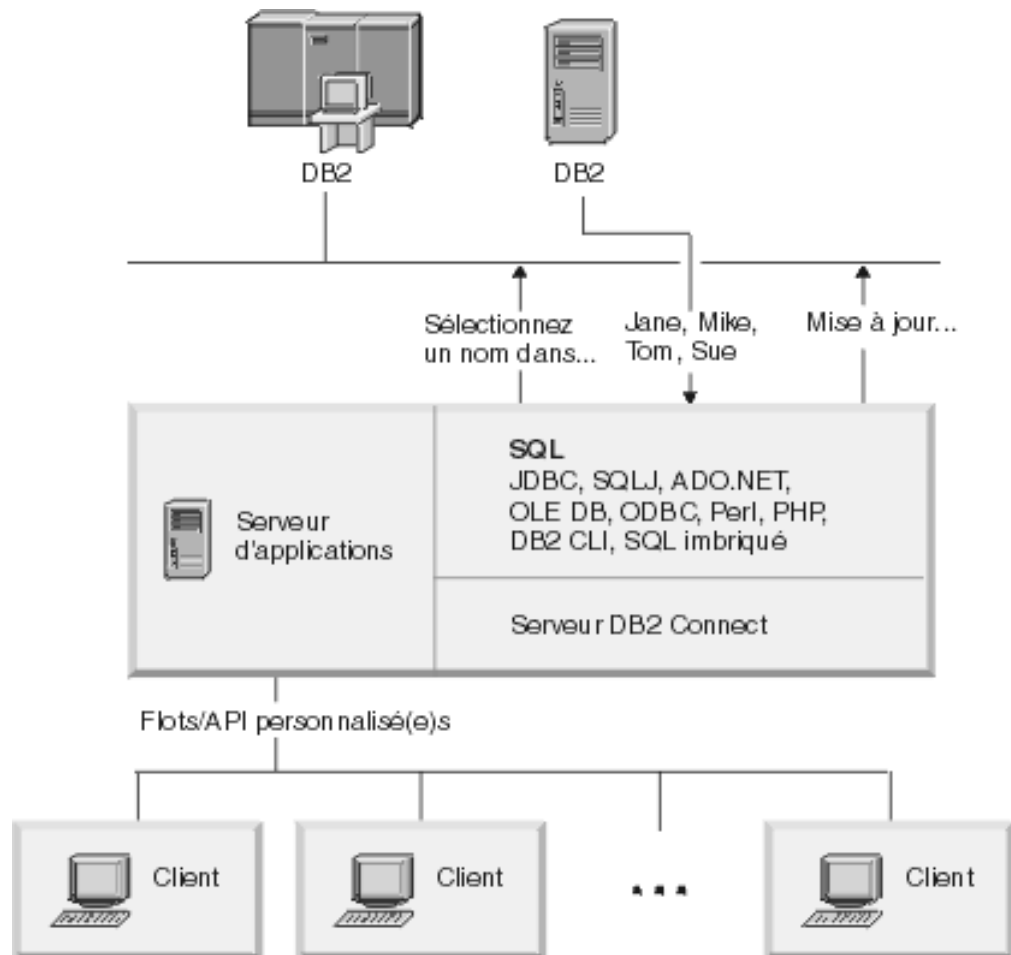 DB2
DB2
Sélectionnez
un nom dans...
Jane, Mike,
Tom, Sue
Mise à jour...
Serveur
d'applications
SQL
JDBC, SQLJ, ADO.NET,
OLE DB, ODBC, Perl, PHP,
DB2 CLI, SQL imbriqué
Serveur DB2 Connect
Flots/API personnalisé(e)s
Client
Client
...
Client